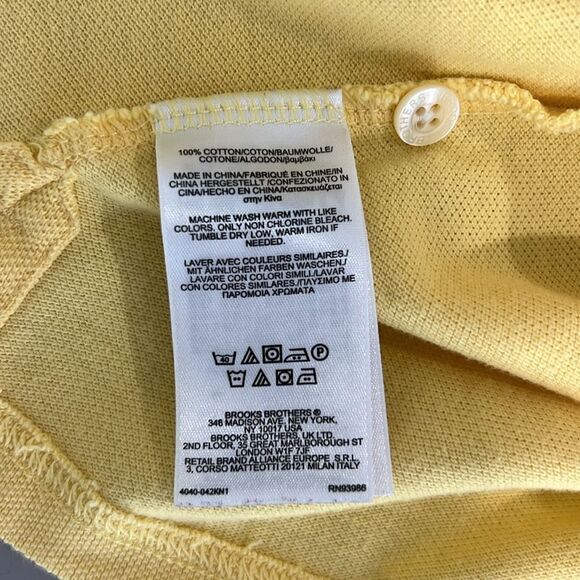 BROTHERS
100% COTTON/COTON/BAUMWOLLE/
COTONE/ALGODON/Βαμβάκι
MADE IN CHINA/FABRIQUÉ EN CHINE/IN
CHINA HERGESTELLT /CONFEZIONATO IN
CINA/HECHO EN CHINA/Κατασκευάζεται
στην Κίνα
MACHINE WASH WARM WITH LIKE
COLORS. ONLY NON CHLORINE BLEACH.
TUMBLE DRY LOW, WARM IRON IF
NEEDED.
LAVER AVEC COULEURS SIMILAIRES./
MIT ÄHNLICHEN FARBEN WASCHEN./
LAVARE CON COLORI SIMILI./LAVAR
CON COLORES SIMILARES./ΠΛΥΣΙΜΟ ΜΕ
ΠΑΡΟΜΟΙΑ ΧΡΩΜΑΤΑ
40 P
BROOKS BROTHERS ®
346 MADISON AVE. NEW YORK,
NY 10017 USA
BROOKS BROTHERS, UK LTD.
2ND FLOOR, 35 GREAT MARLBOROUGH ST
LONDON W1F 7JF
RETAIL BRAND ALLIANCE EUROPE S.R.L.
3, CORSO MATTEOTTI 20121 MILAN ITALY
4040-042KN1 RN93986